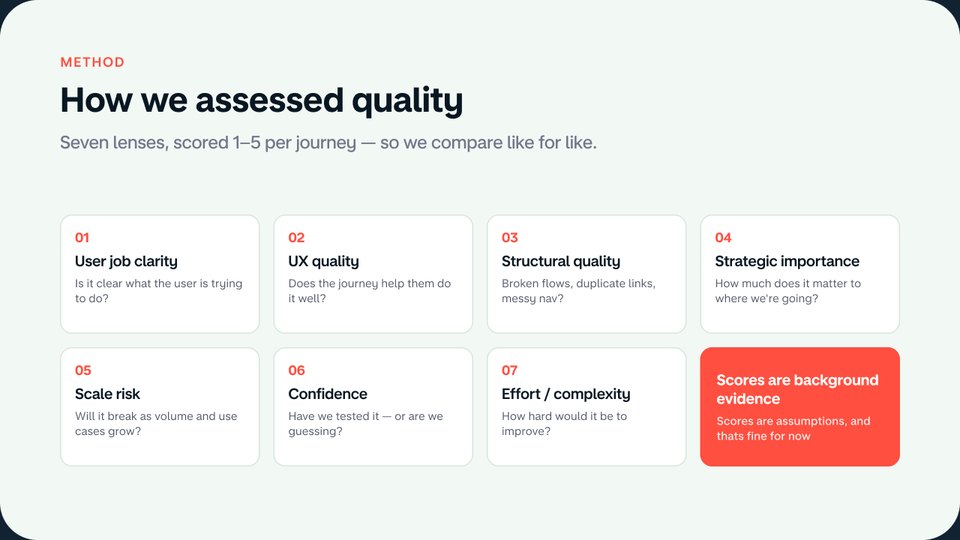 METHOD
How we assessed quality
Seven lenses, scored 1–5 per journey — so we compare like for like.
01
User job clarity
Is it clear what the user is trying
to do?
02
UX quality
Does the journey help them do
it well?
03
Structural quality
Broken flows, duplicate links,
messy nav?
04
Strategic importance
How much does it matter to
where we're going?
05
Scale risk
Will it break as volume and use
cases grow?
06
Confidence
Have we tested it — or are we
guessing?
07
Effort / complexity
How hard would it be to
improve?
Scores are background
evidence
Scores are assumptions, and
thats fine for now